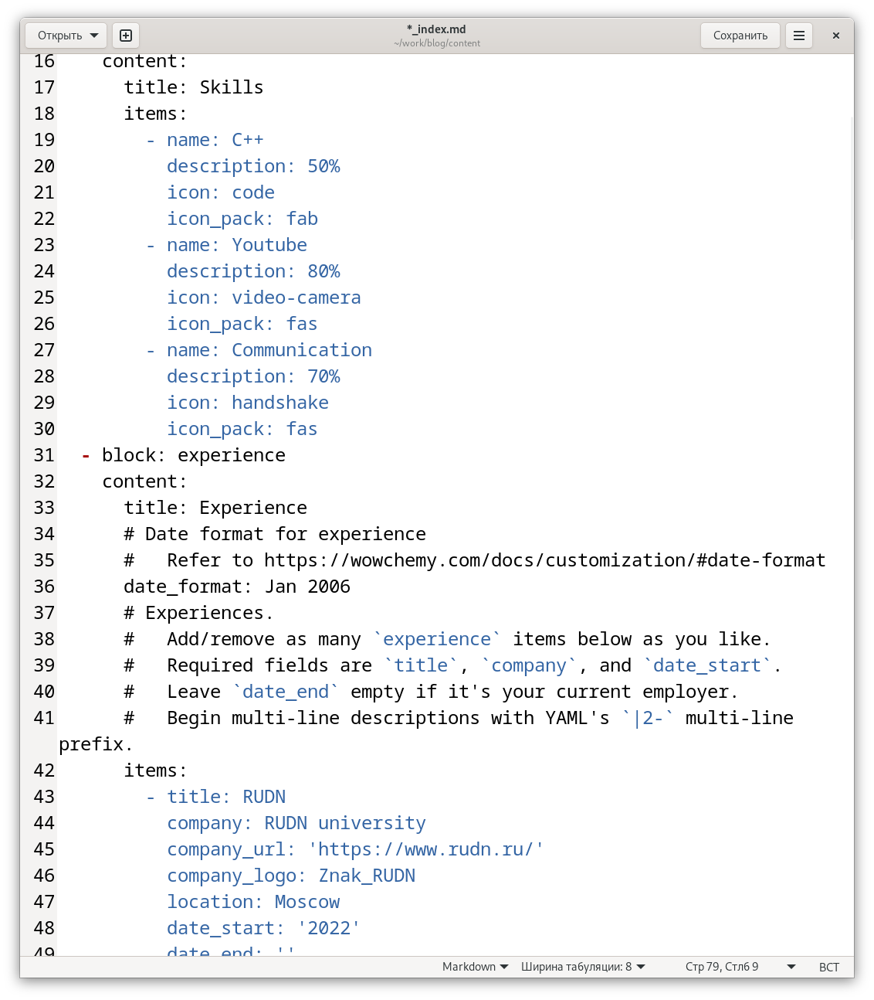 Открыть
*_index.md
~/work/blog/content
Сохранить
16 content:
17 title: Skills
18 items:
19 - name: C++
20 description: 50%
21 icon: code
22 icon_pack: fab
23 - name: Youtube
24 description: 80%
25 icon: video-camera
26 icon_pack: fas
27 - name: Communication
28 description: 70%
29 icon: handshake
30 icon_pack: fas
31 - block: experience
32 content:
33 title: Experience
34 # Date format for experience
35 #   Refer to https://wowchemy.com/docs/customization/#date-format
36 date_format: Jan 2006
37 # Experiences.
38 #   Add/remove as many `experience` items below as you like.
39 #   Required fields are `title`, `company`, and `date_start`.
40 #   Leave `date_end` empty if it's your current employer.
41 #   Begin multi-line descriptions with YAML's `|2-` multi-line
prefix.
42 items:
43 - title: RUDN
44 company: RUDN university
45 company_url: 'https://www.rudn.ru/'
46 company_logo: Znak_RUDN
47 location: Moscow
48 date_start: '2022'
49 date_end: ''
Markdown Ширина табуляции: 8 Стр 79, Стлб 9 ВСТ